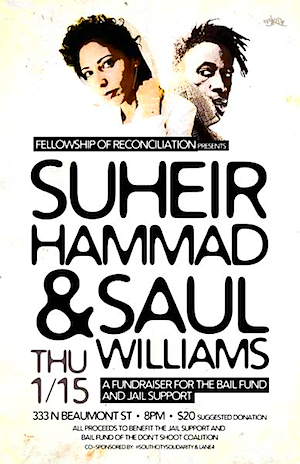 FELLOWSHIP OF RECONCILIATION PRESENTS
SUHEIR
HAMMAD
& SAUL
WILLIAMS
THU
1/15
A FUNDRAISER FOR THE BAIL FUND
AND JAIL SUPPORT
333 N BEAUMONT ST • 8PM • $20 SUGGESTED DONATION
ALL PROCEEDS TO BENEFIT THE JAIL SUPPORT AND
BAIL FUND OF THE DON'T SHOOT COALITION
CO-SPONSORED BY: #SOUTHCITYSOLIDARITY & LANE4